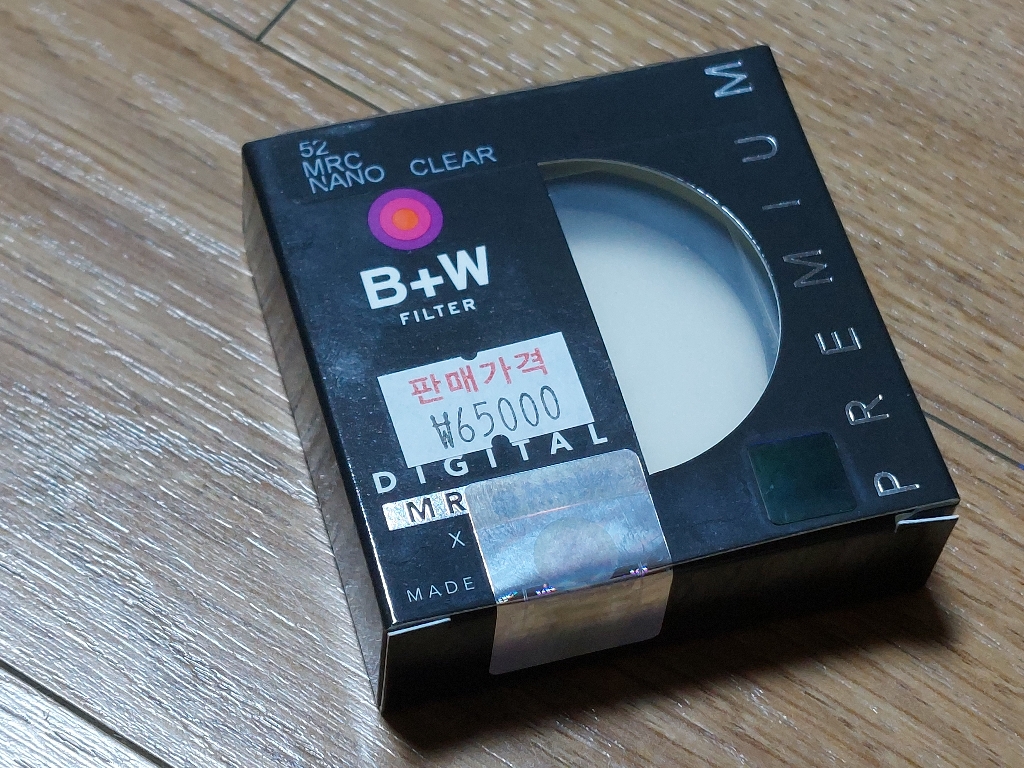 52
MRC
NANO CLEAR
B+W
FILTER
판매가격
₩65000
DIGITAL
MR
X
MADE
PREMIUM